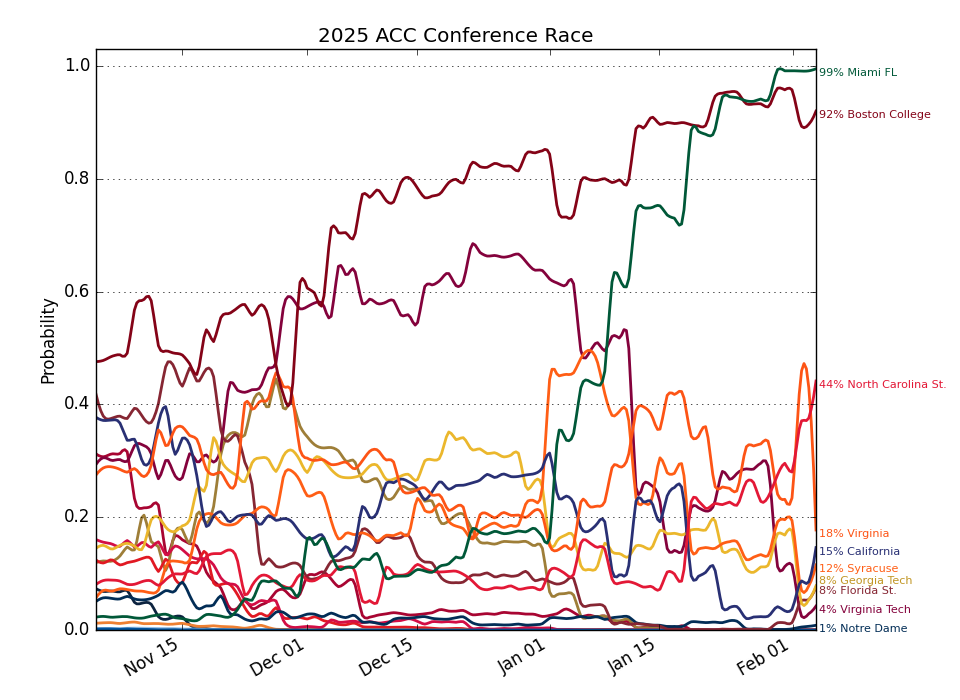 2025 ACC Conference Race
1.0
0.8
0.6
0.4
0.2
0.0
Probability
99% Miami FL
92% Boston College
44% North Carolina St.
18% Virginia
15% California
12% Syracuse
8% Georgia Tech
8% Florida St.
4% Virginia Tech
1% Notre Dame
Nov 15
Dec 01
Dec 15
Jan 01
Jan 15
Feb 01